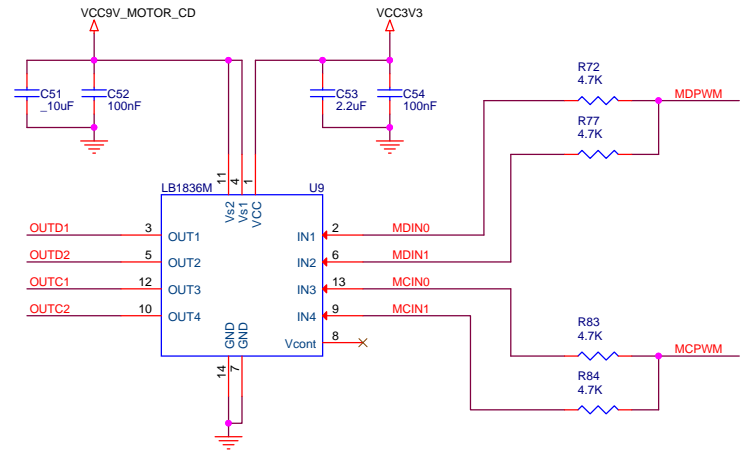 VCC9V_MOTOR_CD
VCC3V3
C51
_10uF
C52
100nF
C53
2.2uF
C54
100nF
R72
4.7K
MDPWM
R77
4.7K
LB1836M
U9
11
4
1
Vs2
Vs1
VCC
OUTD1
3
OUT1
IN1
2
MDIN0
OUTD2
5
OUT2
IN2
6
MDIN1
OUTC1
12
OUT3
IN3
13
MCIN0
OUTC2
10
OUT4
IN4
9
MCIN1
GND
GND
Vcont
8
14
7
R83
4.7K
MCPWM
R84
4.7K